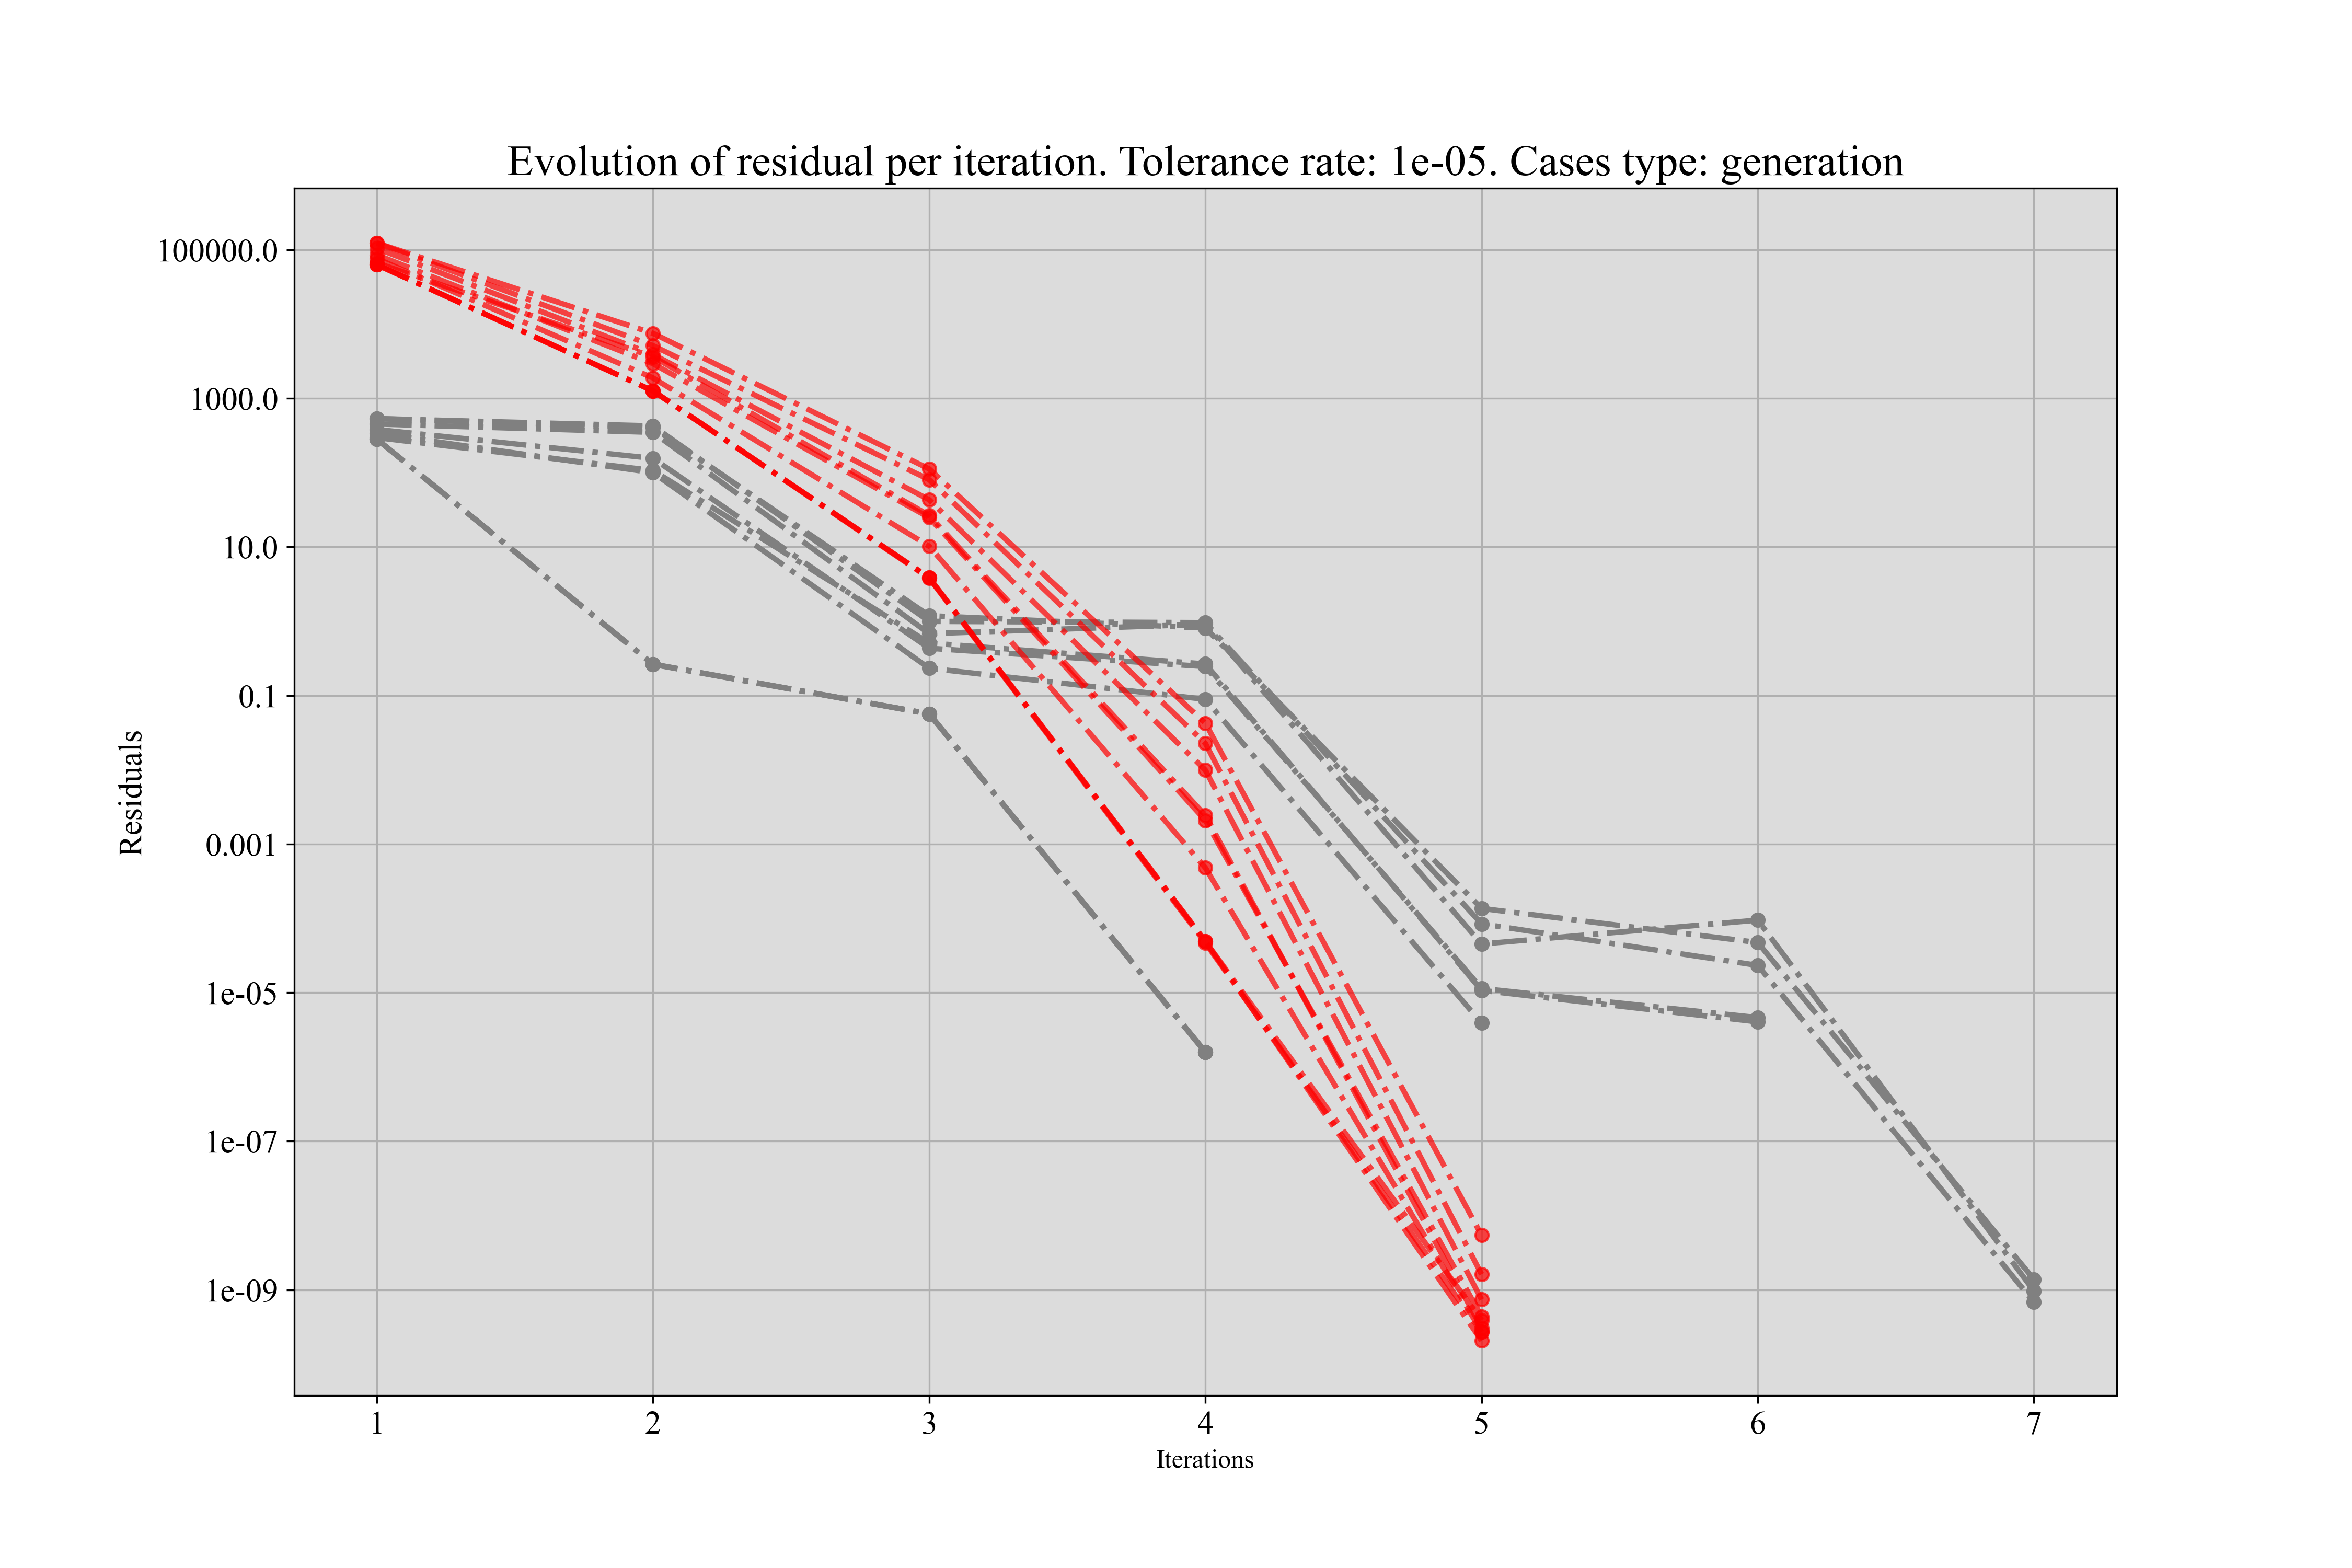 Evolution of residual per iteration. Tolerance rate: 1e-05. Cases type: generation
100000.0
1000.0
10.0
0.1
0.001
1e-05
1e-07
1e-09
Residuals
1 2 3 4 5 6 7
Iterations